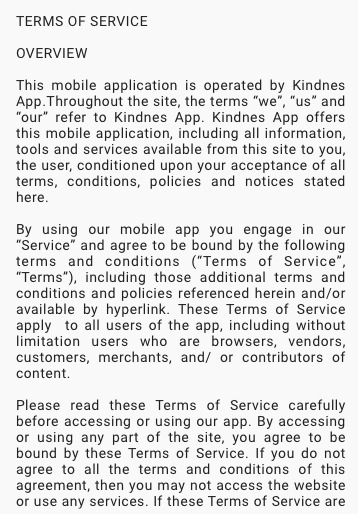 TERMS OF SERVICE
OVERVIEW
This mobile application is operated by Kindnes
App.Throughout the site, the terms “we”, “us” and
“our” refer to Kindnes App. Kindnes App offers
this mobile application, including all information,
tools and services available from this site to you,
the user, conditioned upon your acceptance of all
terms, conditions, policies and notices stated
here.
By using our mobile app you engage in our
“Service” and agree to be bound by the following
terms and conditions (“Terms of Service”,
“Terms”), including those additional terms and
conditions and policies referenced herein and/or
available by hyperlink. These Terms of Service
apply  to all users of the app, including without
limitation users who are browsers, vendors,
customers, merchants, and/ or contributors of
content.
Please read these Terms of Service carefully
before accessing or using our app. By accessing
or using any part of the site, you agree to be
bound by these Terms of Service. If you do not
agree to all the terms and conditions of this
agreement, then you may not access the website
or use any services. If these Terms of Service are